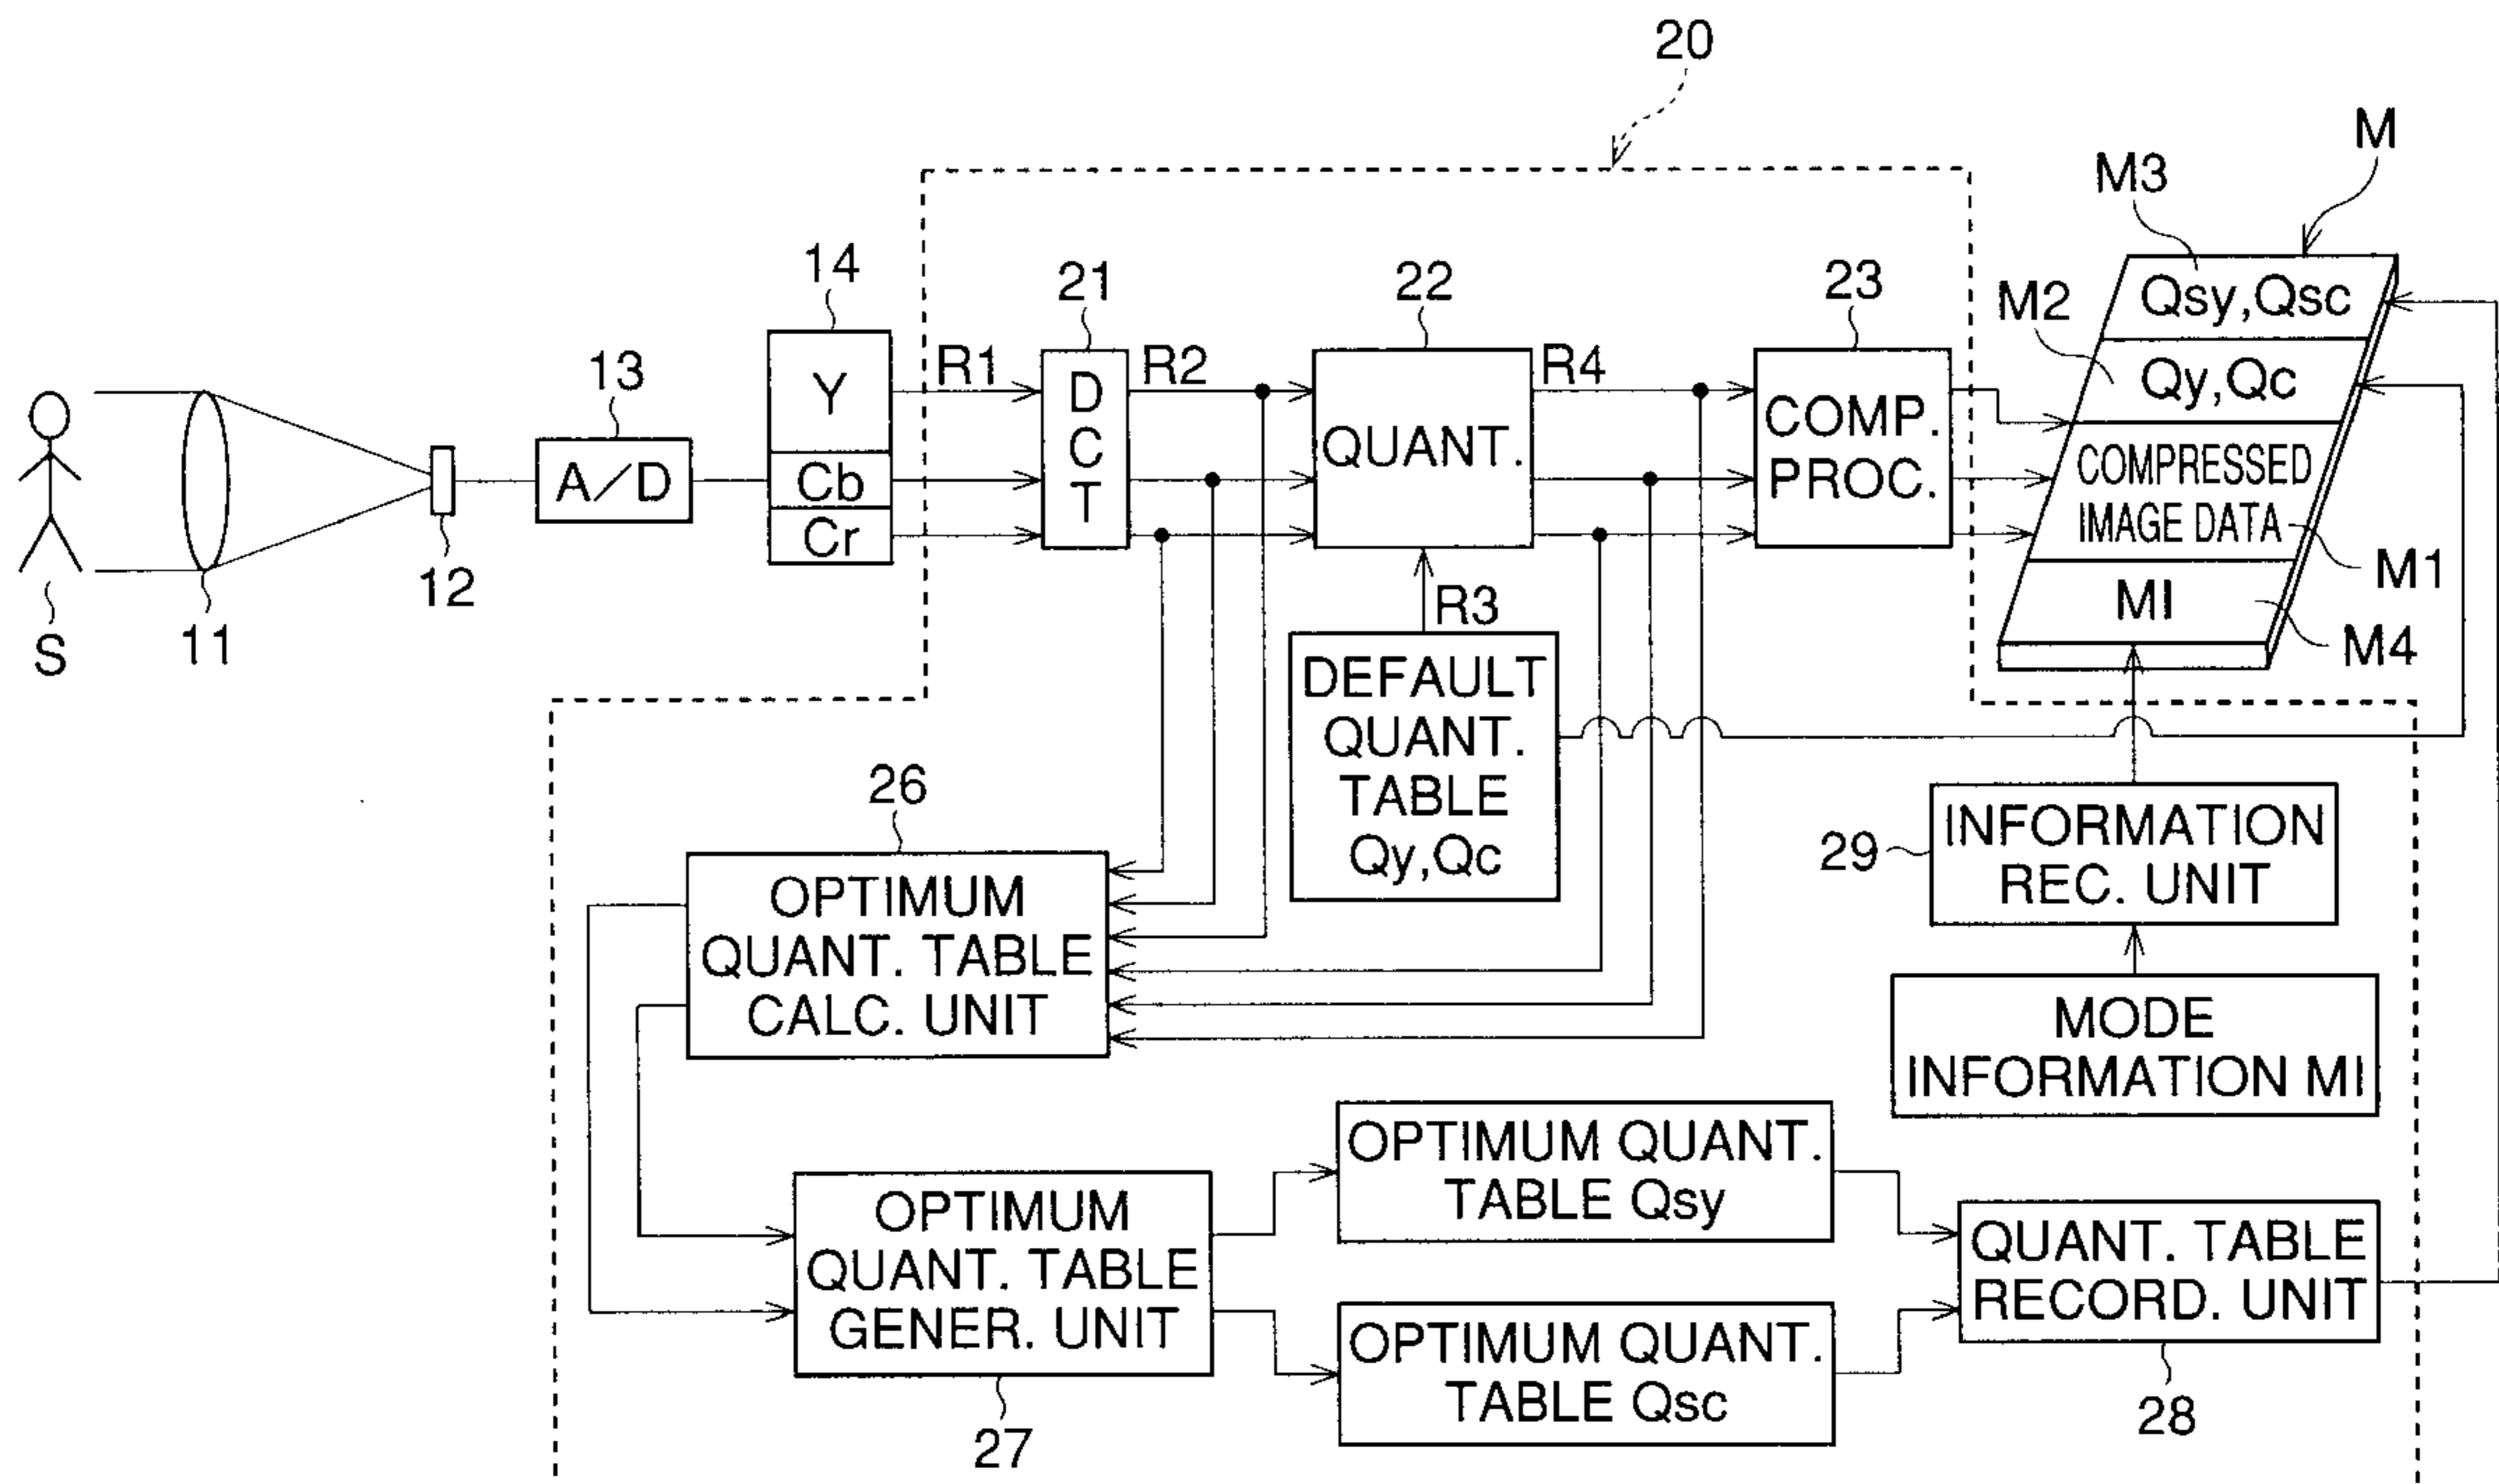 20
M
M3
14
21
22
23
M2
Qsy,Qsc
13
Y
R1
D
C
T
R2
R4
Qy,Qc
A/D
Cb
Cr
QUANT.
COMP.
PROC.
COMPRESSED
IMAGE DATA
M1
12
MI
M4
S
11
R3
DEFAULT
QUANT.
TABLE
Qy,Qc
26
OPTIMUM
QUANT. TABLE
CALC. UNIT
29
INFORMATION
REC. UNIT
MODE
INFORMATION MI
OPTIMUM QUANT.
TABLE Qsy
OPTIMUM
QUANT. TABLE
GENER. UNIT
QUANT. TABLE
RECORD. UNIT
OPTIMUM QUANT.
TABLE Qsc
27
28